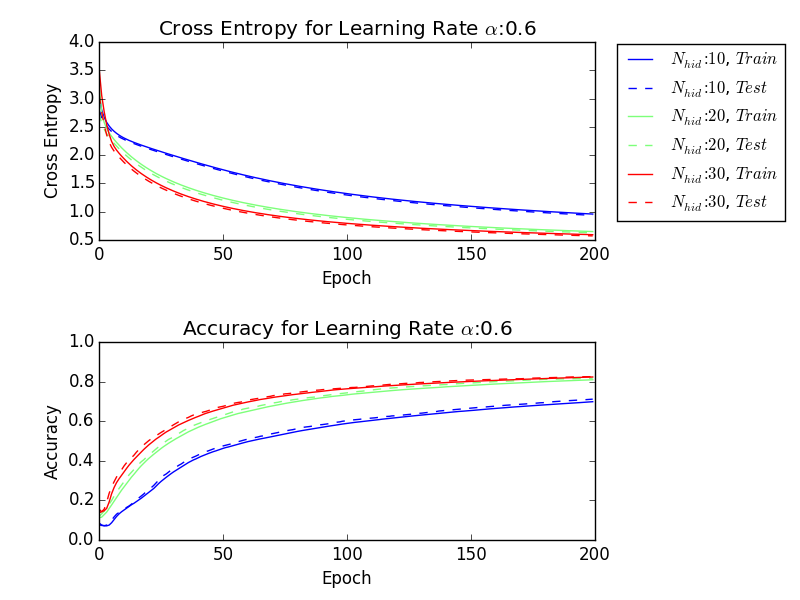 Cross Entropy for Learning Rate α:0.6
4.0
3.5
3.0
2.5
2.0
1.5
1.0
0.5
Cross Entropy
0 50 100 150 200
Epoch
N_hid:10, Train
N_hid:10, Test
N_hid:20, Train
N_hid:20, Test
N_hid:30, Train
N_hid:30, Test
Accuracy for Learning Rate α:0.6
1.0
0.8
0.6
0.4
0.2
0.0
Accuracy
0 50 100 150 200
Epoch